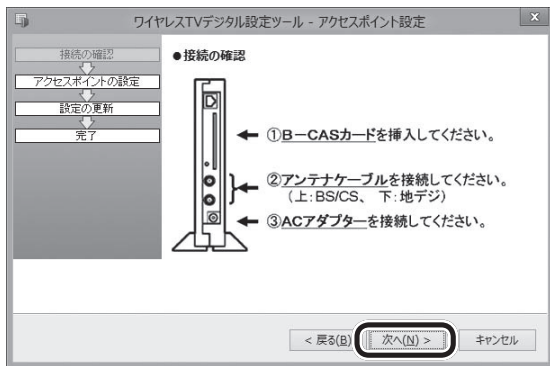 ワイヤレスTVデジタル設定ツール - アクセスポイント設定
x
接続の確認
アクセスポイントの設定
設定の更新
完了
●接続の確認
①B－CASカードを挿入してください。
②アンテナケーブルを接続してください。
（上：BS/CS、 下：地デジ）
③ACアダプターを接続してください。
< 戻る(B)
次へ(N) >
キャンセル